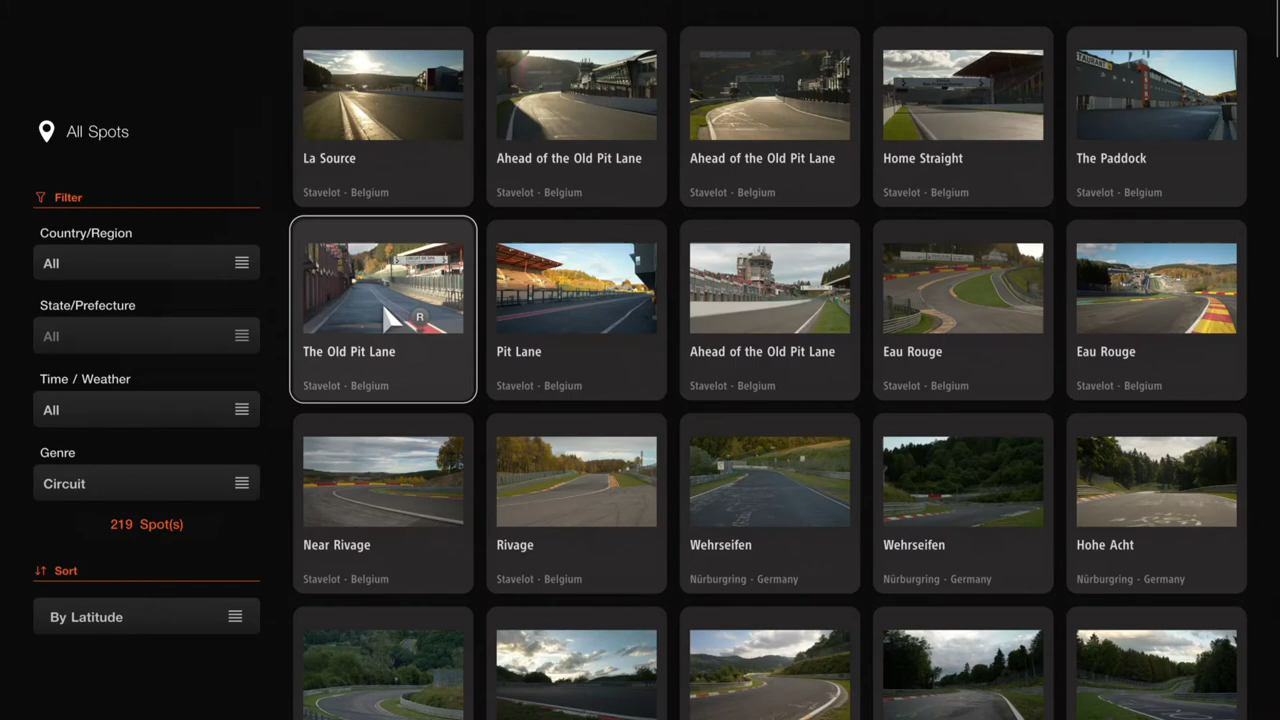 All Spots
Filter
Country/Region
All
State/Prefecture
All
Time / Weather
All
Genre
Circuit
219 Spot(s)
Sort
By Latitude
La Source
Stavelot - Belgium
Ahead of the Old Pit Lane
Stavelot - Belgium
Ahead of the Old Pit Lane
Stavelot - Belgium
Home Straight
Stavelot - Belgium
The Paddock
Stavelot - Belgium
R
The Old Pit Lane
Stavelot - Belgium
Pit Lane
Stavelot - Belgium
Ahead of the Old Pit Lane
Stavelot - Belgium
Eau Rouge
Stavelot - Belgium
Eau Rouge
Stavelot - Belgium
Near Rivage
Stavelot - Belgium
Rivage
Stavelot - Belgium
Wehrseifen
Nürburgring - Germany
Wehrseifen
Nürburgring - Germany
Hohe Acht
Nürburgring - Germany